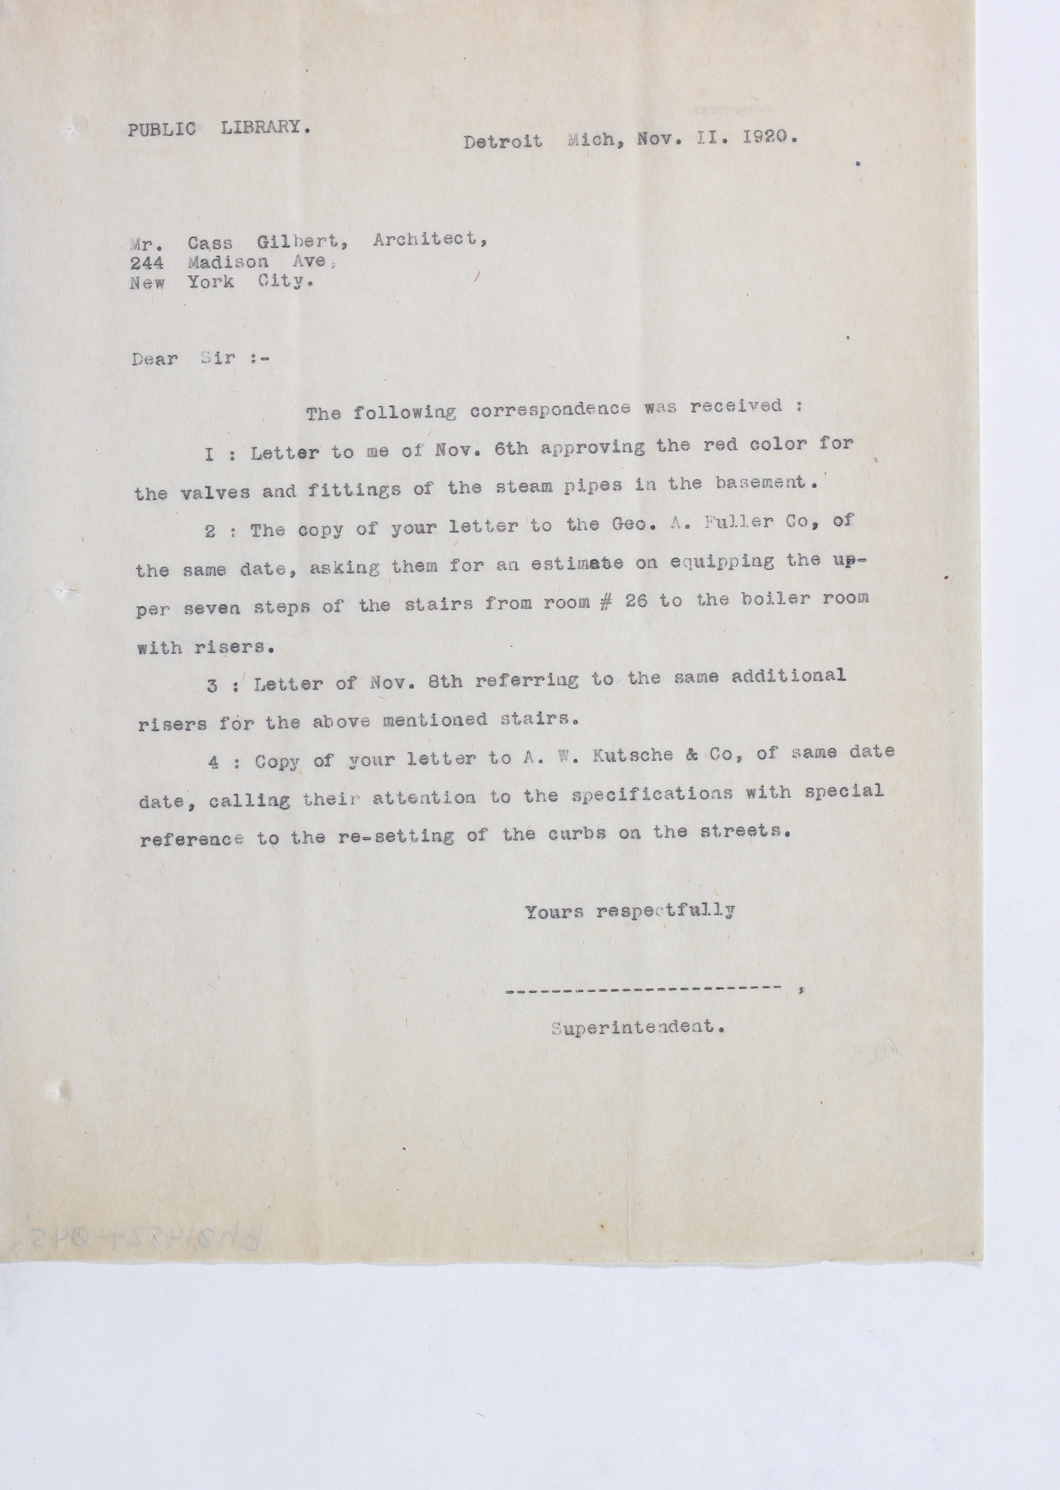 PUBLIC LIBRARY.
Detroit Mich, Nov. II. I920.
Mr. Cass Gilbert, Architect,
244 Madison Ave,
New York City.
Dear Sir :-
The following correspondence was received :
I : Letter to me of Nov. 6th approving the red color for
the valves and fittings of the steam pipes in the basement.
2 : The copy of your letter to the Geo. A. Fuller Co, of
the same date, asking them for an estimate on equipping the up-
per seven steps of the stairs from room # 26 to the boiler room
with risers.
3 : Letter of Nov. 8th referring to the same additional
risers for the above mentioned stairs.
4 : Copy of your letter to A. W. Kutsche & Co, of same date
date, calling their attention to the specifications with special
reference to the re-setting of the curbs on the streets.
Yours respectfully
------------------------ ,
Superintendent.